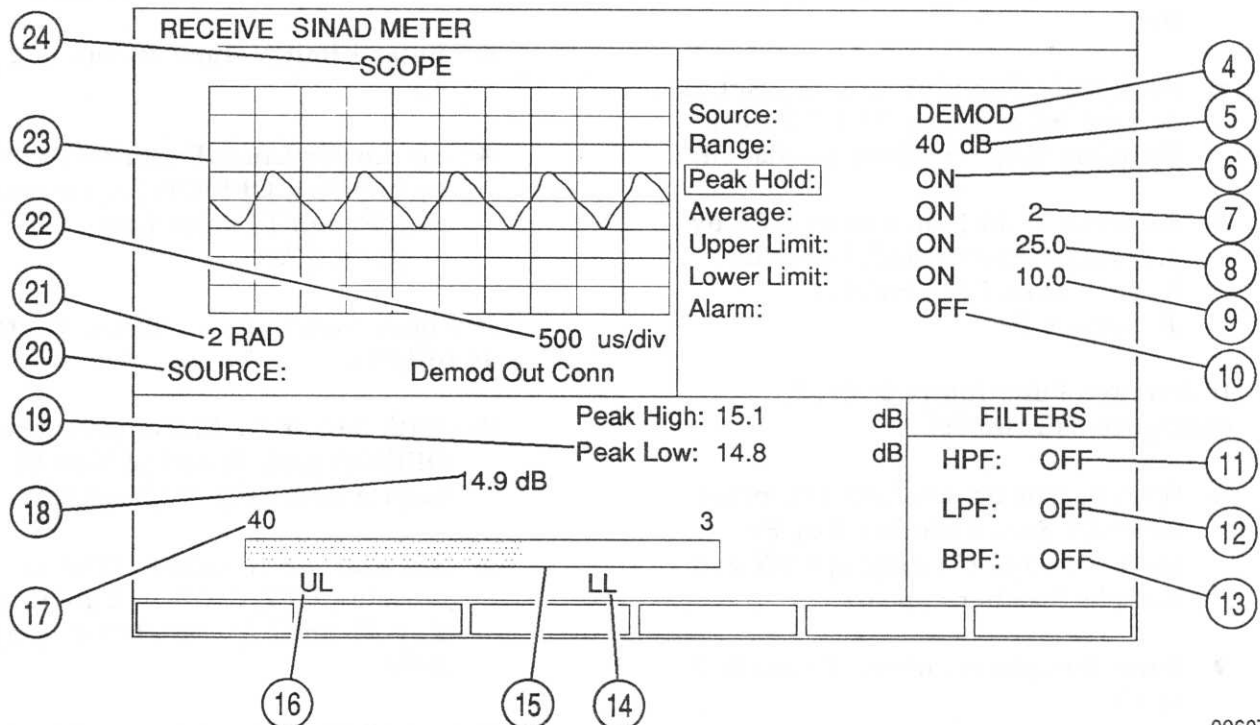 RECEIVE SINAD METER
SCOPE
2 RAD
500 us/div
SOURCE: Demod Out Conn
Source: DEMOD
Range: 40 dB
Peak Hold: ON
Average: ON 2
Upper Limit: ON 25.0
Lower Limit: ON 10.0
Alarm: OFF
Peak High: 15.1 dB
Peak Low: 14.8 dB
14.9 dB
40 3
UL LL
FILTERS
HPF: OFF
LPF: OFF
BPF: OFF
24
23
22
21
20
19
18
17
16
15
14
4
5
6
7
8
9
10
11
12
13